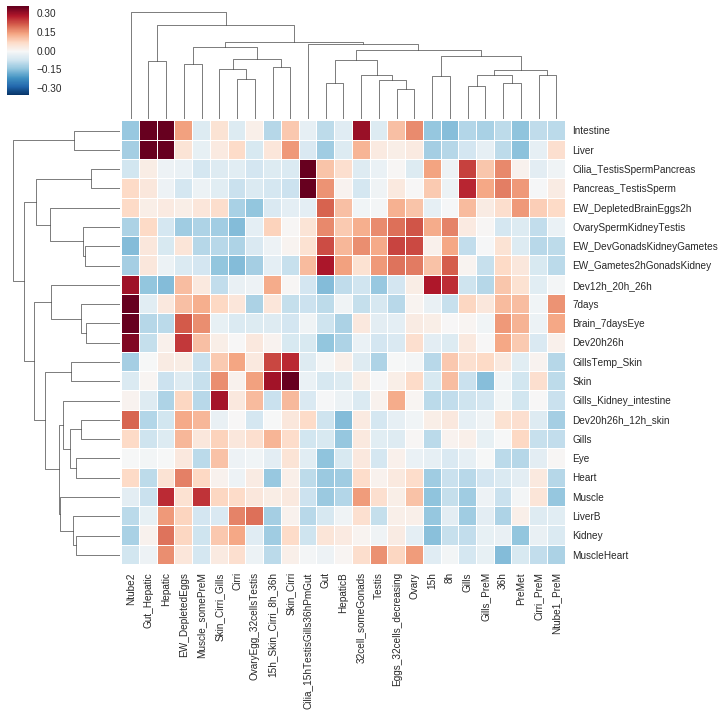 0.30
0.15
0.00
−0.15
−0.30
Intestine
Liver
Cilia_TestisSpermPancreas
Pancreas_TestisSperm
EW_DepletedBrainEggs2h
OvarySpermKidneyTestis
EW_DevGonadsKidneyGametes
EW_Gametes2hGonadsKidney
Dev12h_20h_26h
7days
Brain_7daysEye
Dev20h26h
GillsTemp_Skin
Skin
Gills_Kidney_intestine
Dev20h26h_12h_skin
Gills
Eye
Heart
Muscle
LiverB
Kidney
MuscleHeart
Ntube2
Gut_Hepatic
Hepatic
EW_DepletedEggs
Muscle_somePreM
Skin_Cirri_Gills
Cirri
OvaryEgg_32cellsTestis
15h_Skin_Cirri_8h_36h
Skin_Cirri
Cilia_15hTestisGills36hPmGut
Gut
HepaticB
32cell_someGonads
Testis
Eggs_32cells_decreasing
Ovary
15h
8h
Gills
Gills_PreM
36h
PreMet
Cirri_PreM
Ntube1_PreM